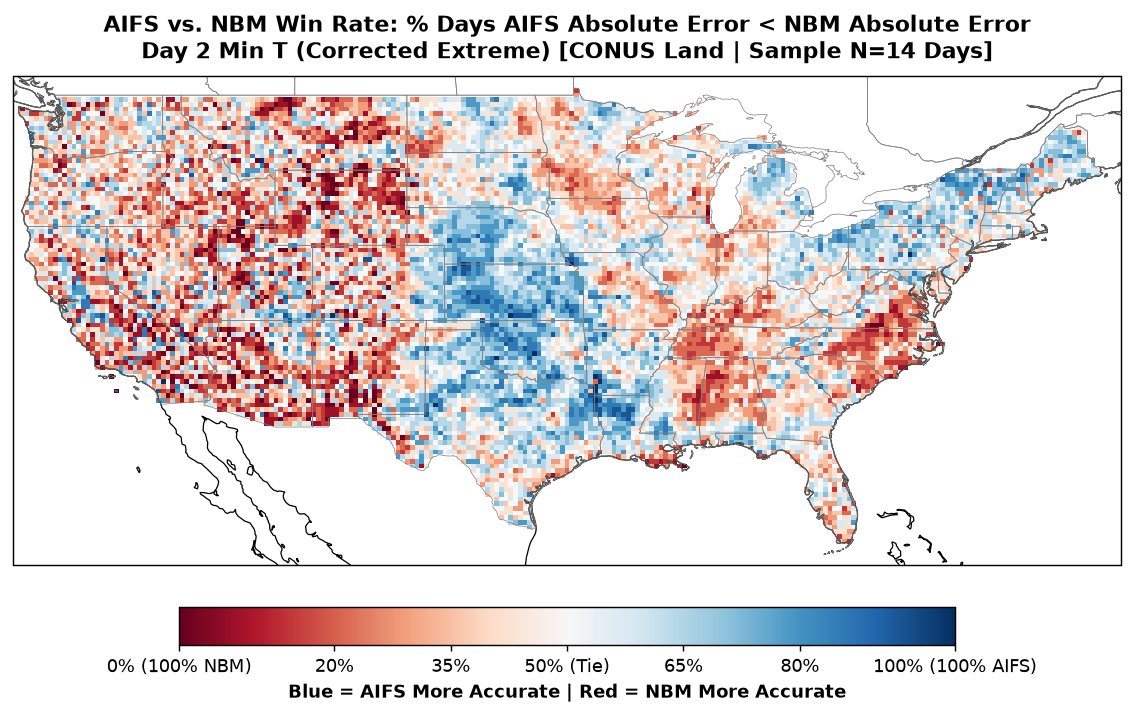 AIFS vs. NBM Win Rate: % Days AIFS Absolute Error < NBM Absolute Error
Day 2 Min T (Corrected Extreme) [CONUS Land | Sample N=14 Days]
0% (100% NBM) 20% 35% 50% (Tie) 65% 80% 100% (100% AIFS)
Blue = AIFS More Accurate | Red = NBM More Accurate